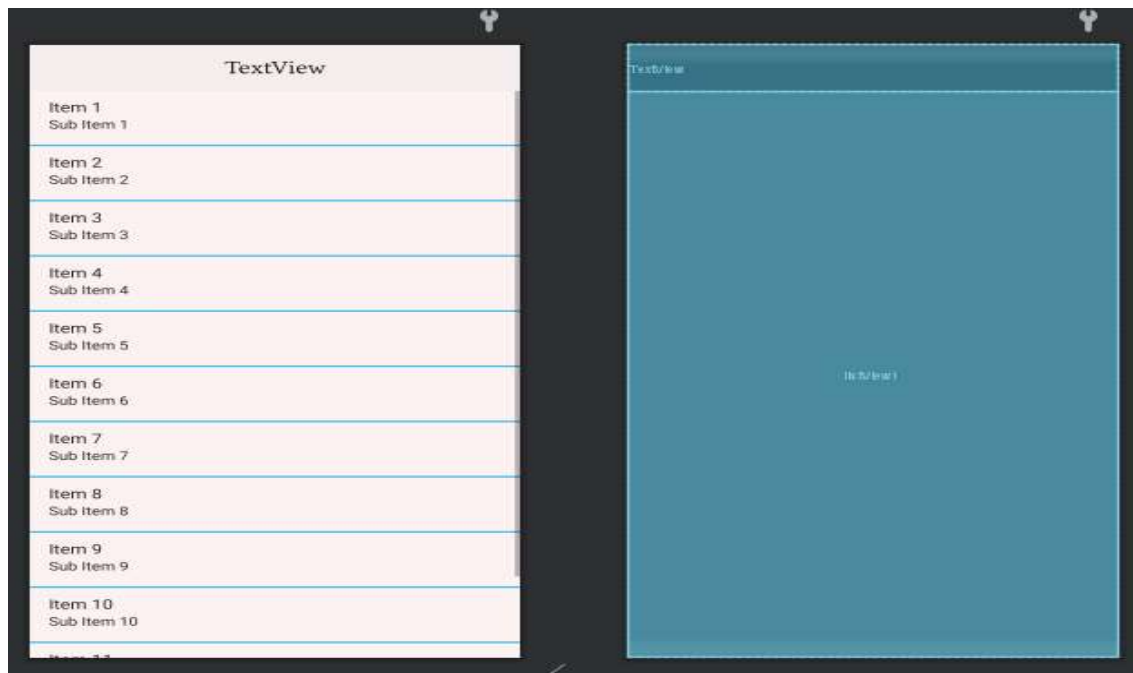 TextView
Item 1
Sub Item 1
Item 2
Sub Item 2
Item 3
Sub Item 3
Item 4
Sub Item 4
Item 5
Sub Item 5
Item 6
Sub Item 6
Item 7
Sub Item 7
Item 8
Sub Item 8
Item 9
Sub Item 9
Item 10
Sub Item 10
TextView